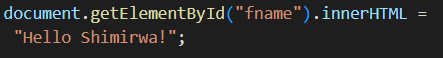 document.getElementById("fname").innerHTML =
"Hello Shimirwa!";